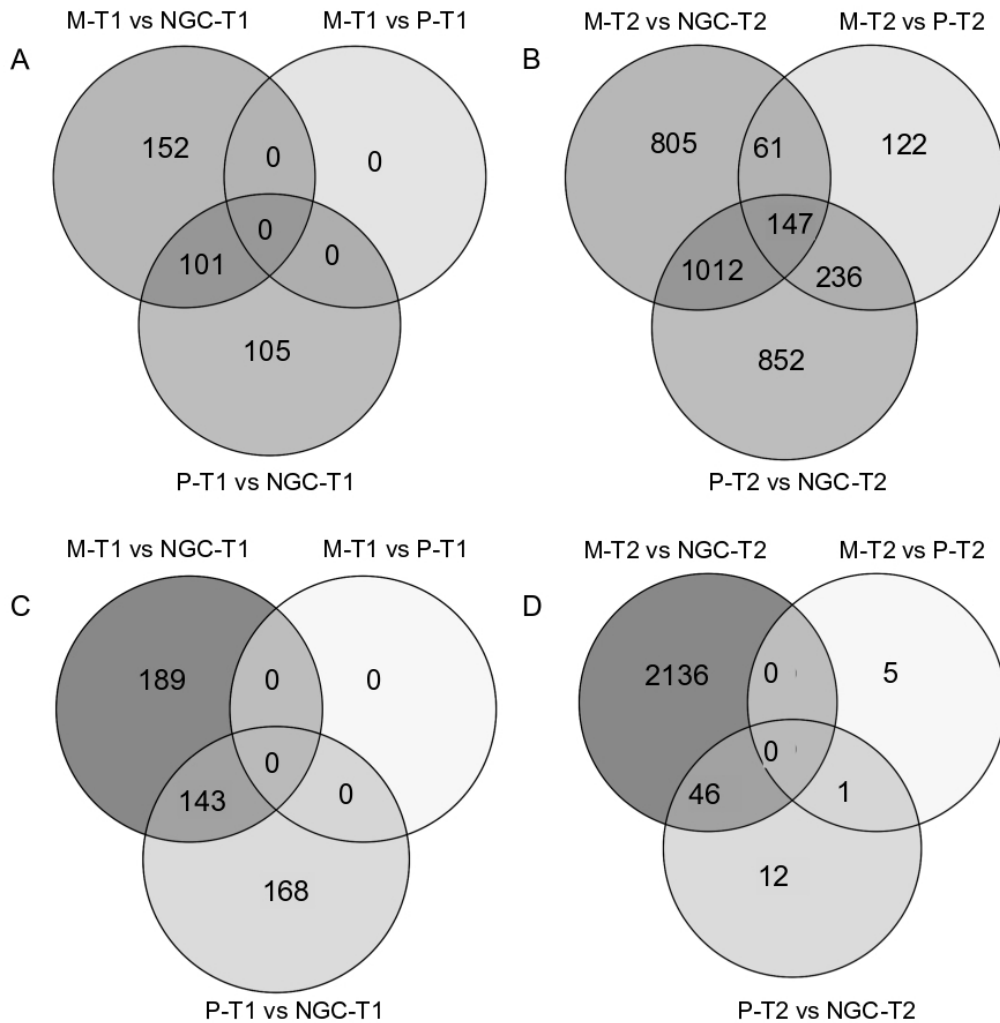 M-T1 vs NGC-T1
M-T1 vs P-T1
A
152
0
0
0
101
0
105
P-T1 vs NGC-T1
M-T2 vs NGC-T2
M-T2 vs P-T2
B
805
61
122
147
1012
236
852
P-T2 vs NGC-T2
M-T1 vs NGC-T1
M-T1 vs P-T1
C
189
0
0
0
143
0
168
P-T1 vs NGC-T1
M-T2 vs NGC-T2
M-T2 vs P-T2
D
2136
0
5
0
46
1
12
P-T2 vs NGC-T2